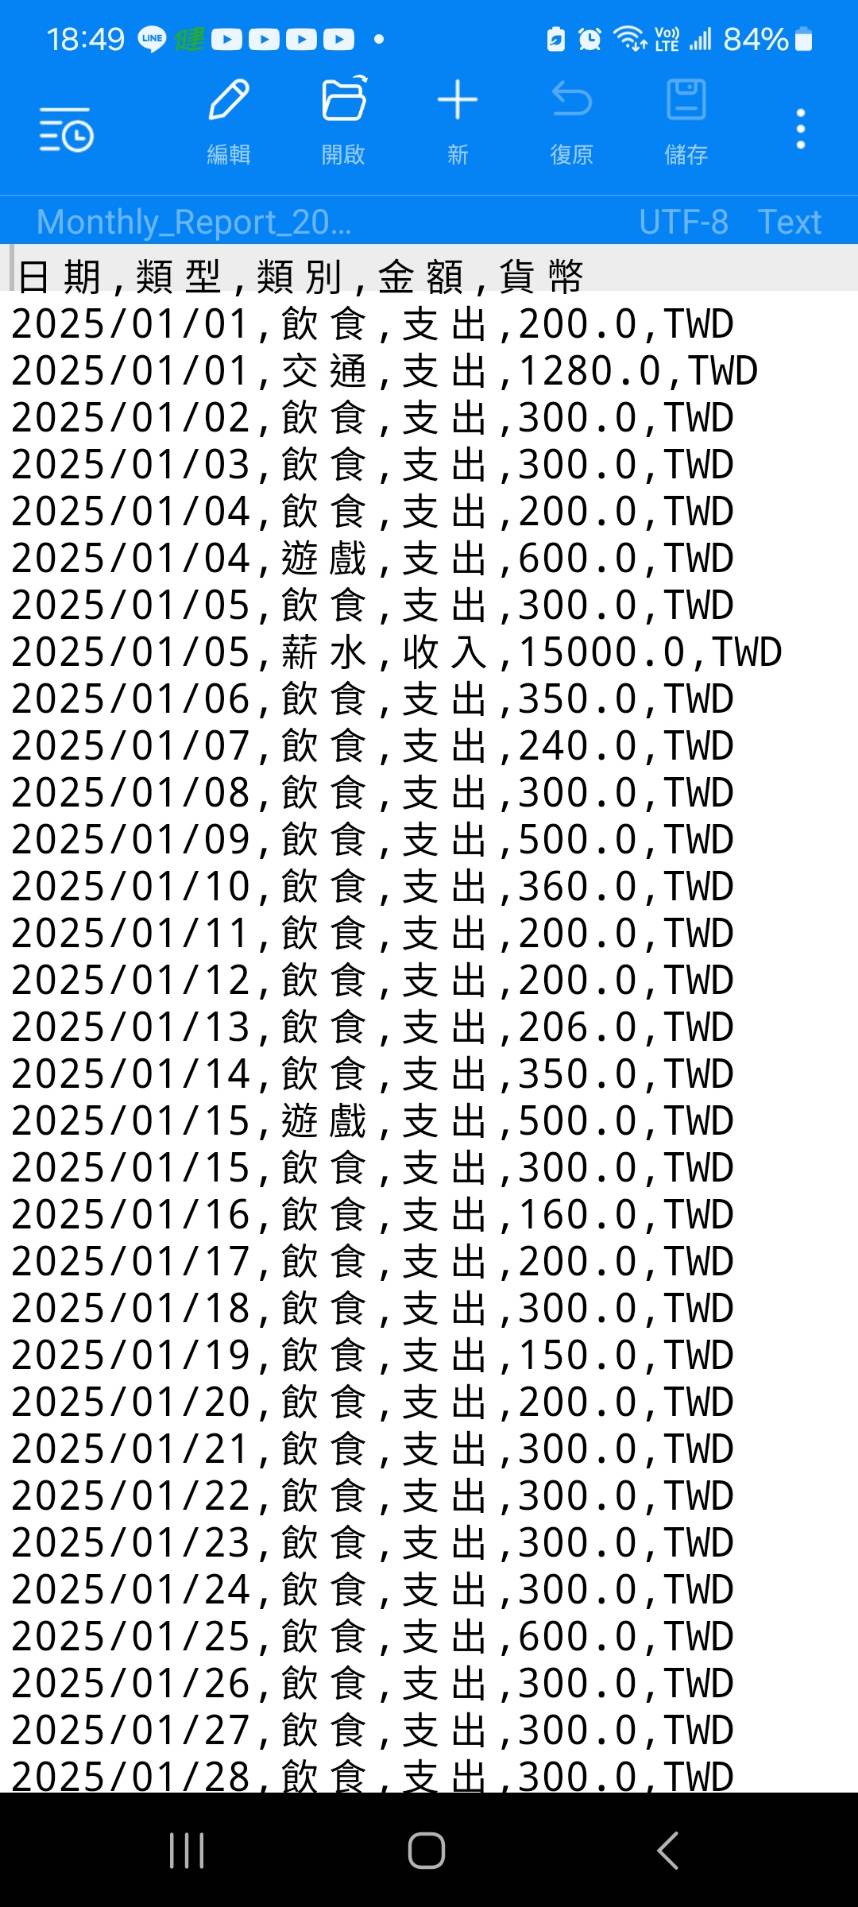 18:49 LINE 健 Vo)) LTE 84%
編輯 開啟 新 復原 儲存
Monthly_Report_20... UTF-8 Text
日期,類型,類別,金額,貨幣
2025/01/01,飲食,支出,200.0,TWD
2025/01/01,交通,支出,1280.0,TWD
2025/01/02,飲食,支出,300.0,TWD
2025/01/03,飲食,支出,300.0,TWD
2025/01/04,飲食,支出,200.0,TWD
2025/01/04,遊戲,支出,600.0,TWD
2025/01/05,飲食,支出,300.0,TWD
2025/01/05,薪水,收入,15000.0,TWD
2025/01/06,飲食,支出,350.0,TWD
2025/01/07,飲食,支出,240.0,TWD
2025/01/08,飲食,支出,300.0,TWD
2025/01/09,飲食,支出,500.0,TWD
2025/01/10,飲食,支出,360.0,TWD
2025/01/11,飲食,支出,200.0,TWD
2025/01/12,飲食,支出,200.0,TWD
2025/01/13,飲食,支出,206.0,TWD
2025/01/14,飲食,支出,350.0,TWD
2025/01/15,遊戲,支出,500.0,TWD
2025/01/15,飲食,支出,300.0,TWD
2025/01/16,飲食,支出,160.0,TWD
2025/01/17,飲食,支出,200.0,TWD
2025/01/18,飲食,支出,300.0,TWD
2025/01/19,飲食,支出,150.0,TWD
2025/01/20,飲食,支出,200.0,TWD
2025/01/21,飲食,支出,300.0,TWD
2025/01/22,飲食,支出,300.0,TWD
2025/01/23,飲食,支出,300.0,TWD
2025/01/24,飲食,支出,300.0,TWD
2025/01/25,飲食,支出,600.0,TWD
2025/01/26,飲食,支出,300.0,TWD
2025/01/27,飲食,支出,300.0,TWD
2025/01/28,飲食,支出,300.0,TWD